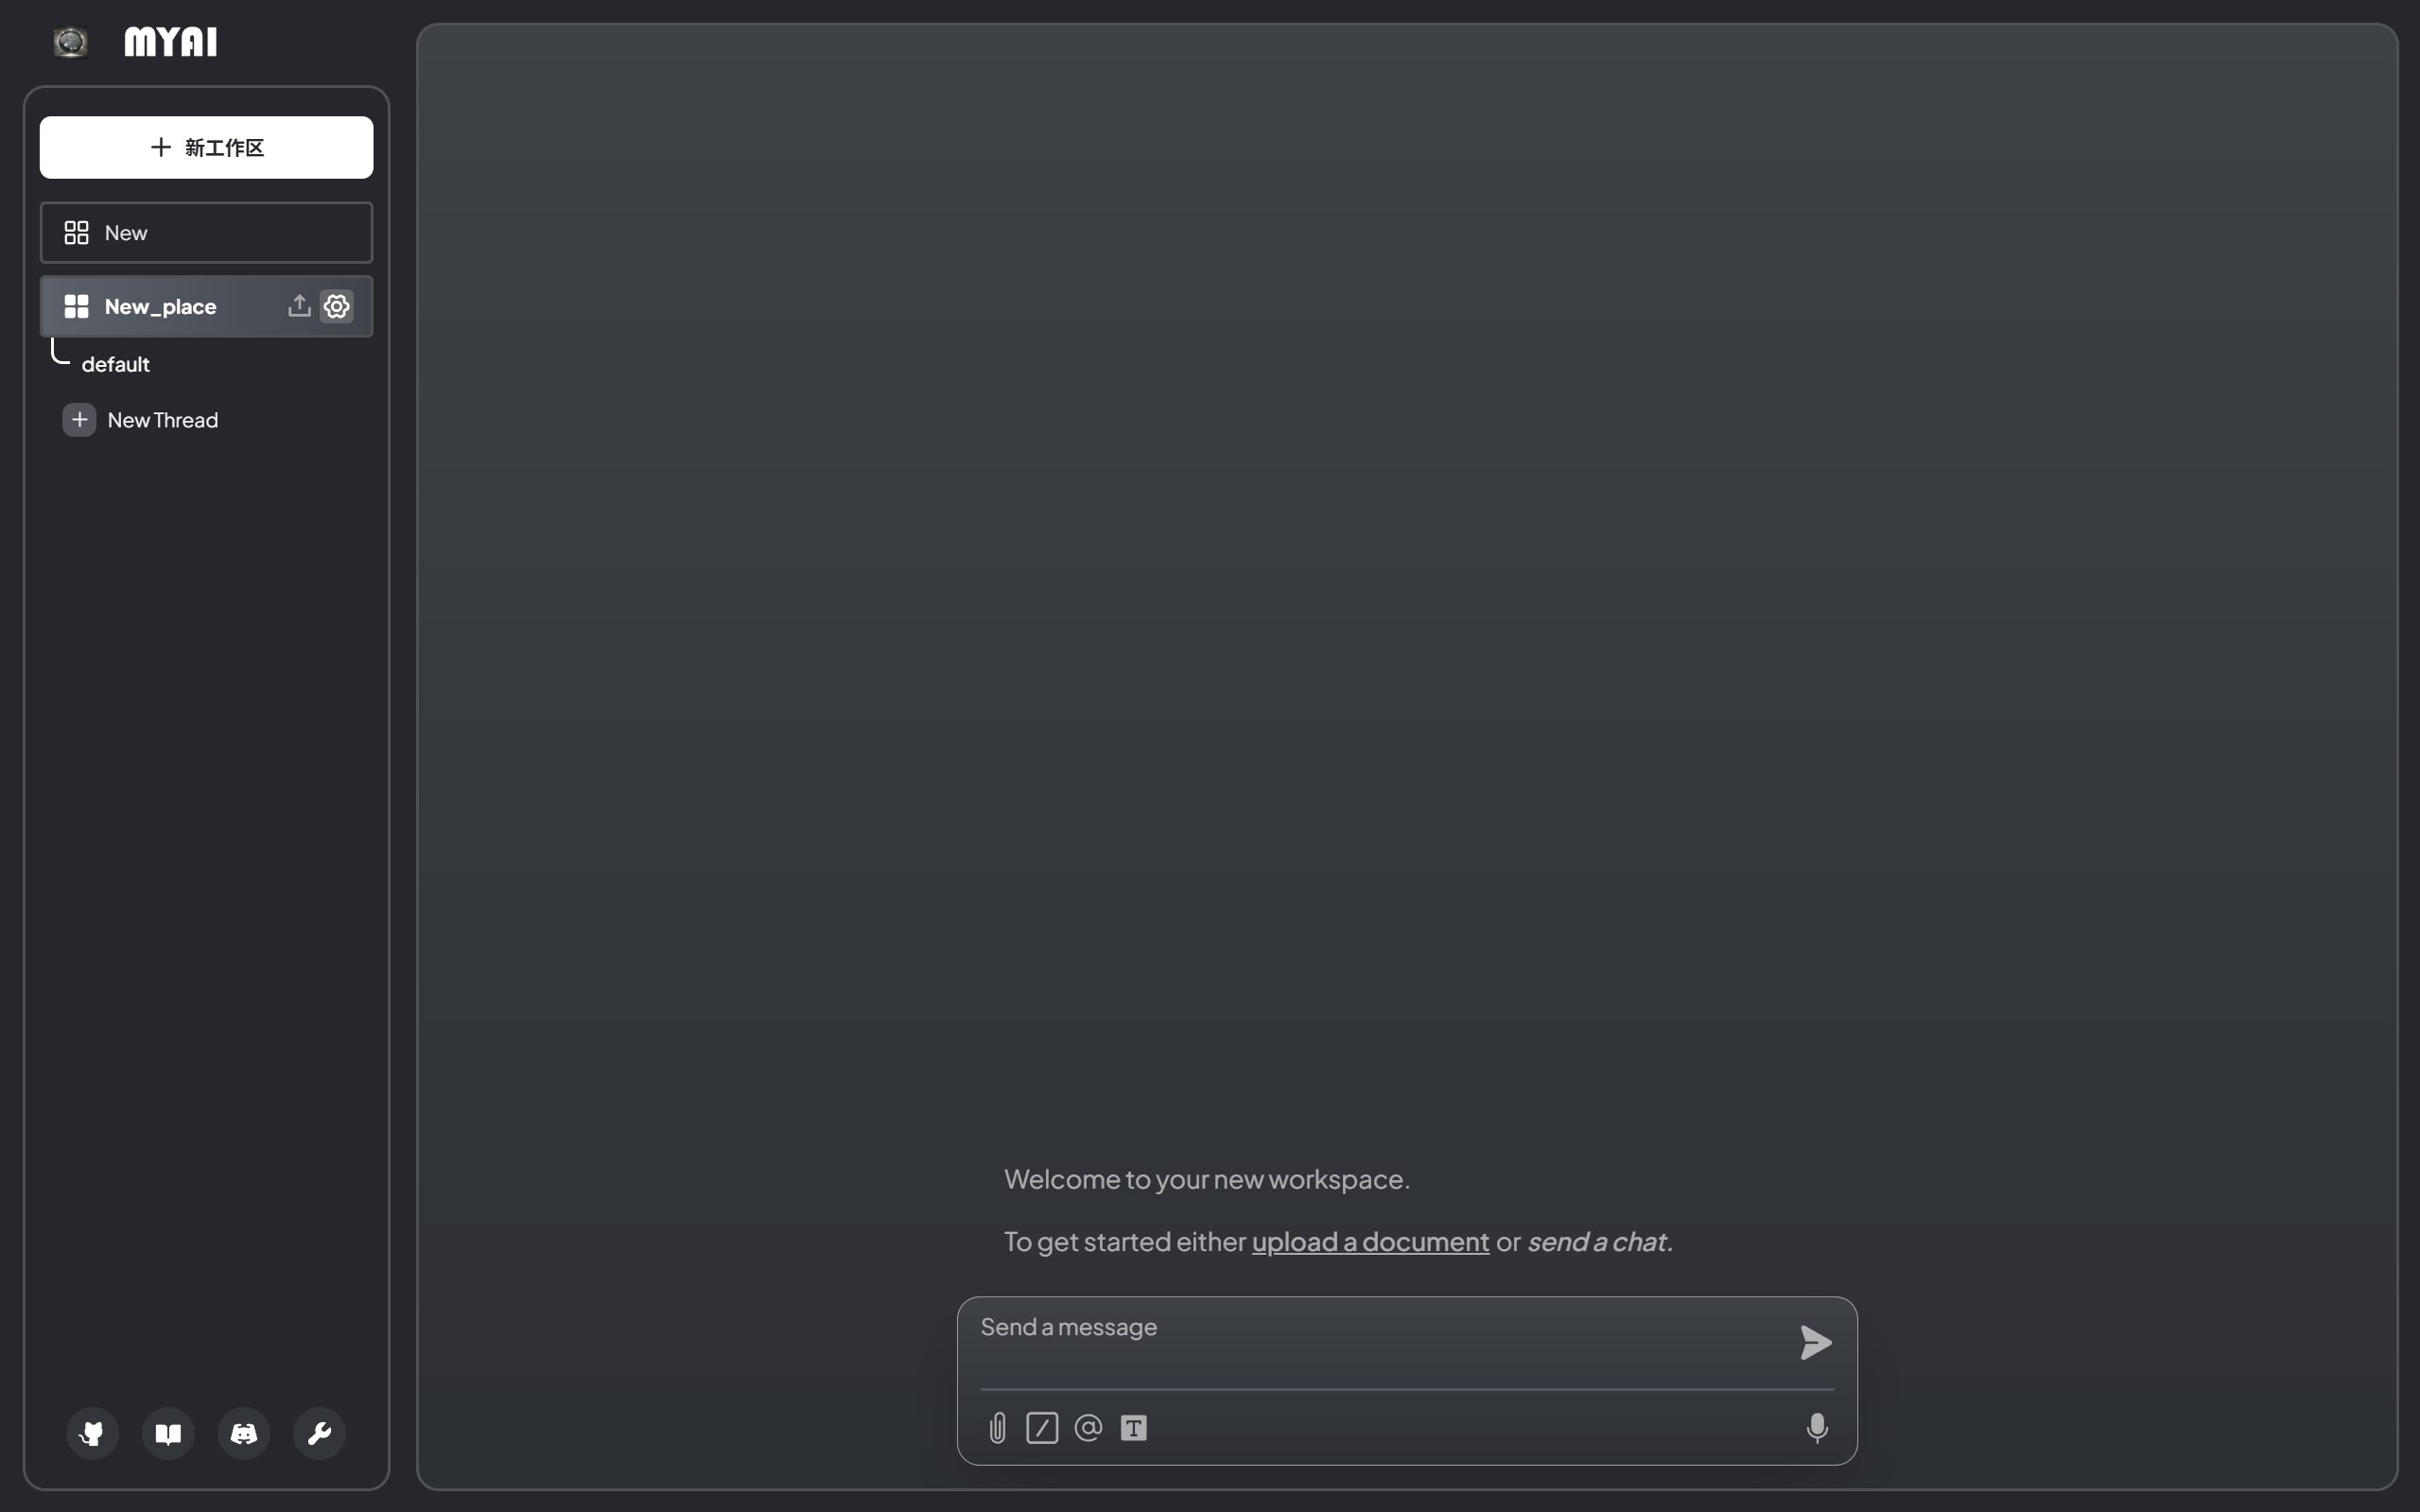 MYAI
新工作区
New
New_place
default
New Thread
Welcome to your new workspace.
To get started either upload a document or send a chat.
Send a message